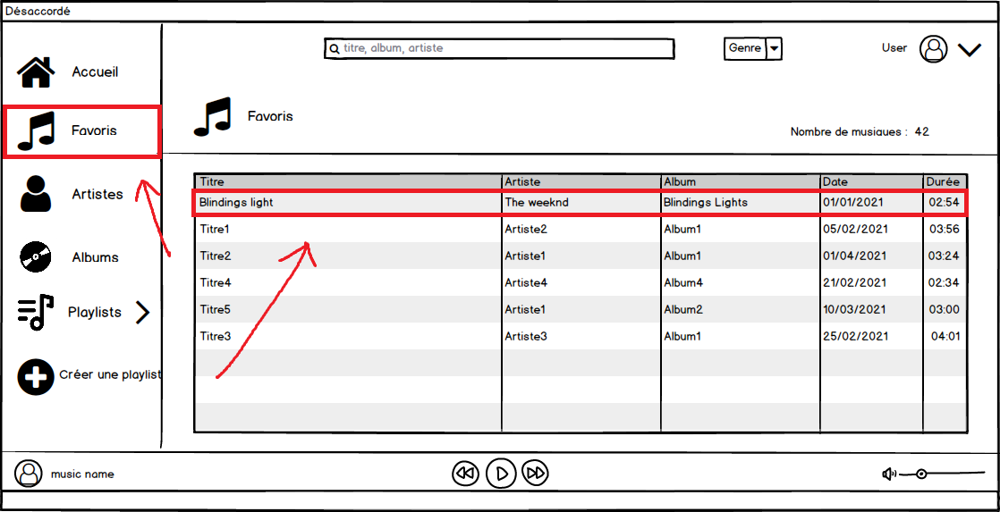 Désaccordé
titre, album, artiste
Genre
User
Accueil
Favoris
Artistes
Albums
Playlists
Créer une playlist
Favoris
Nombre de musiques : 42
Titre Artiste Album Date Durée
Blindings light The weeknd Blindings Lights 01/01/2021 02:54
Titre1 Artiste2 Album1 05/02/2021 03:56
Titre2 Artiste1 Album1 01/04/2021 03:24
Titre4 Artiste4 Album4 21/02/2021 02:34
Titre5 Artiste1 Album2 10/03/2021 03:00
Titre3 Artiste3 Album1 25/02/2021 04:01
music name